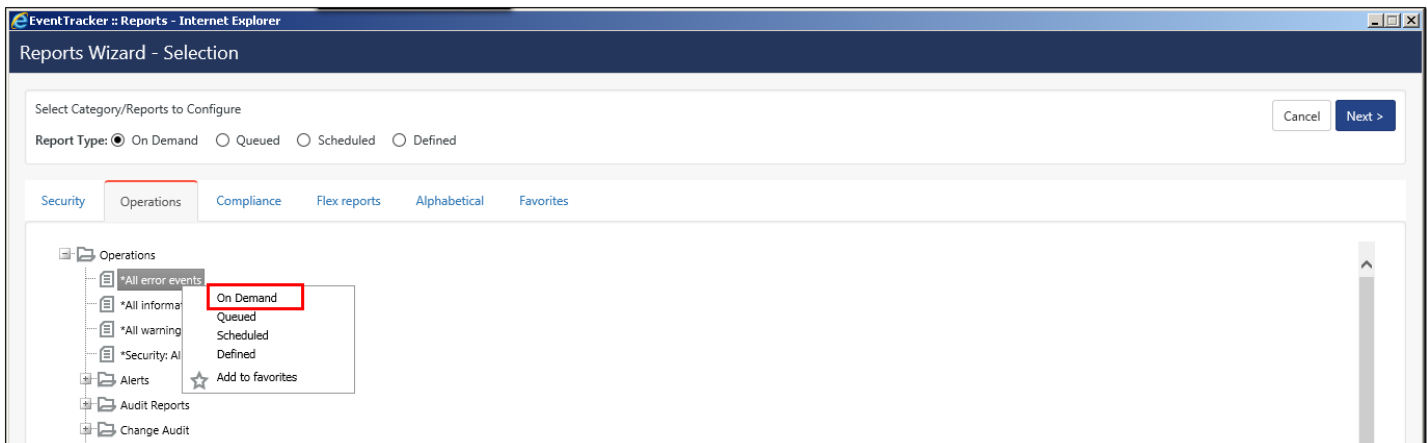 EventTracker :: Reports - Internet Explorer
Reports Wizard - Selection
Select Category/Reports to Configure
Cancel Next >
Report Type: On Demand Queued Scheduled Defined
Security Operations Compliance Flex reports Alphabetical Favorites
Operations
*All error events
*All informa
*All warning
*Security: Al
Alerts
Audit Reports
Change Audit
On Demand
Queued
Scheduled
Defined
Add to favorites